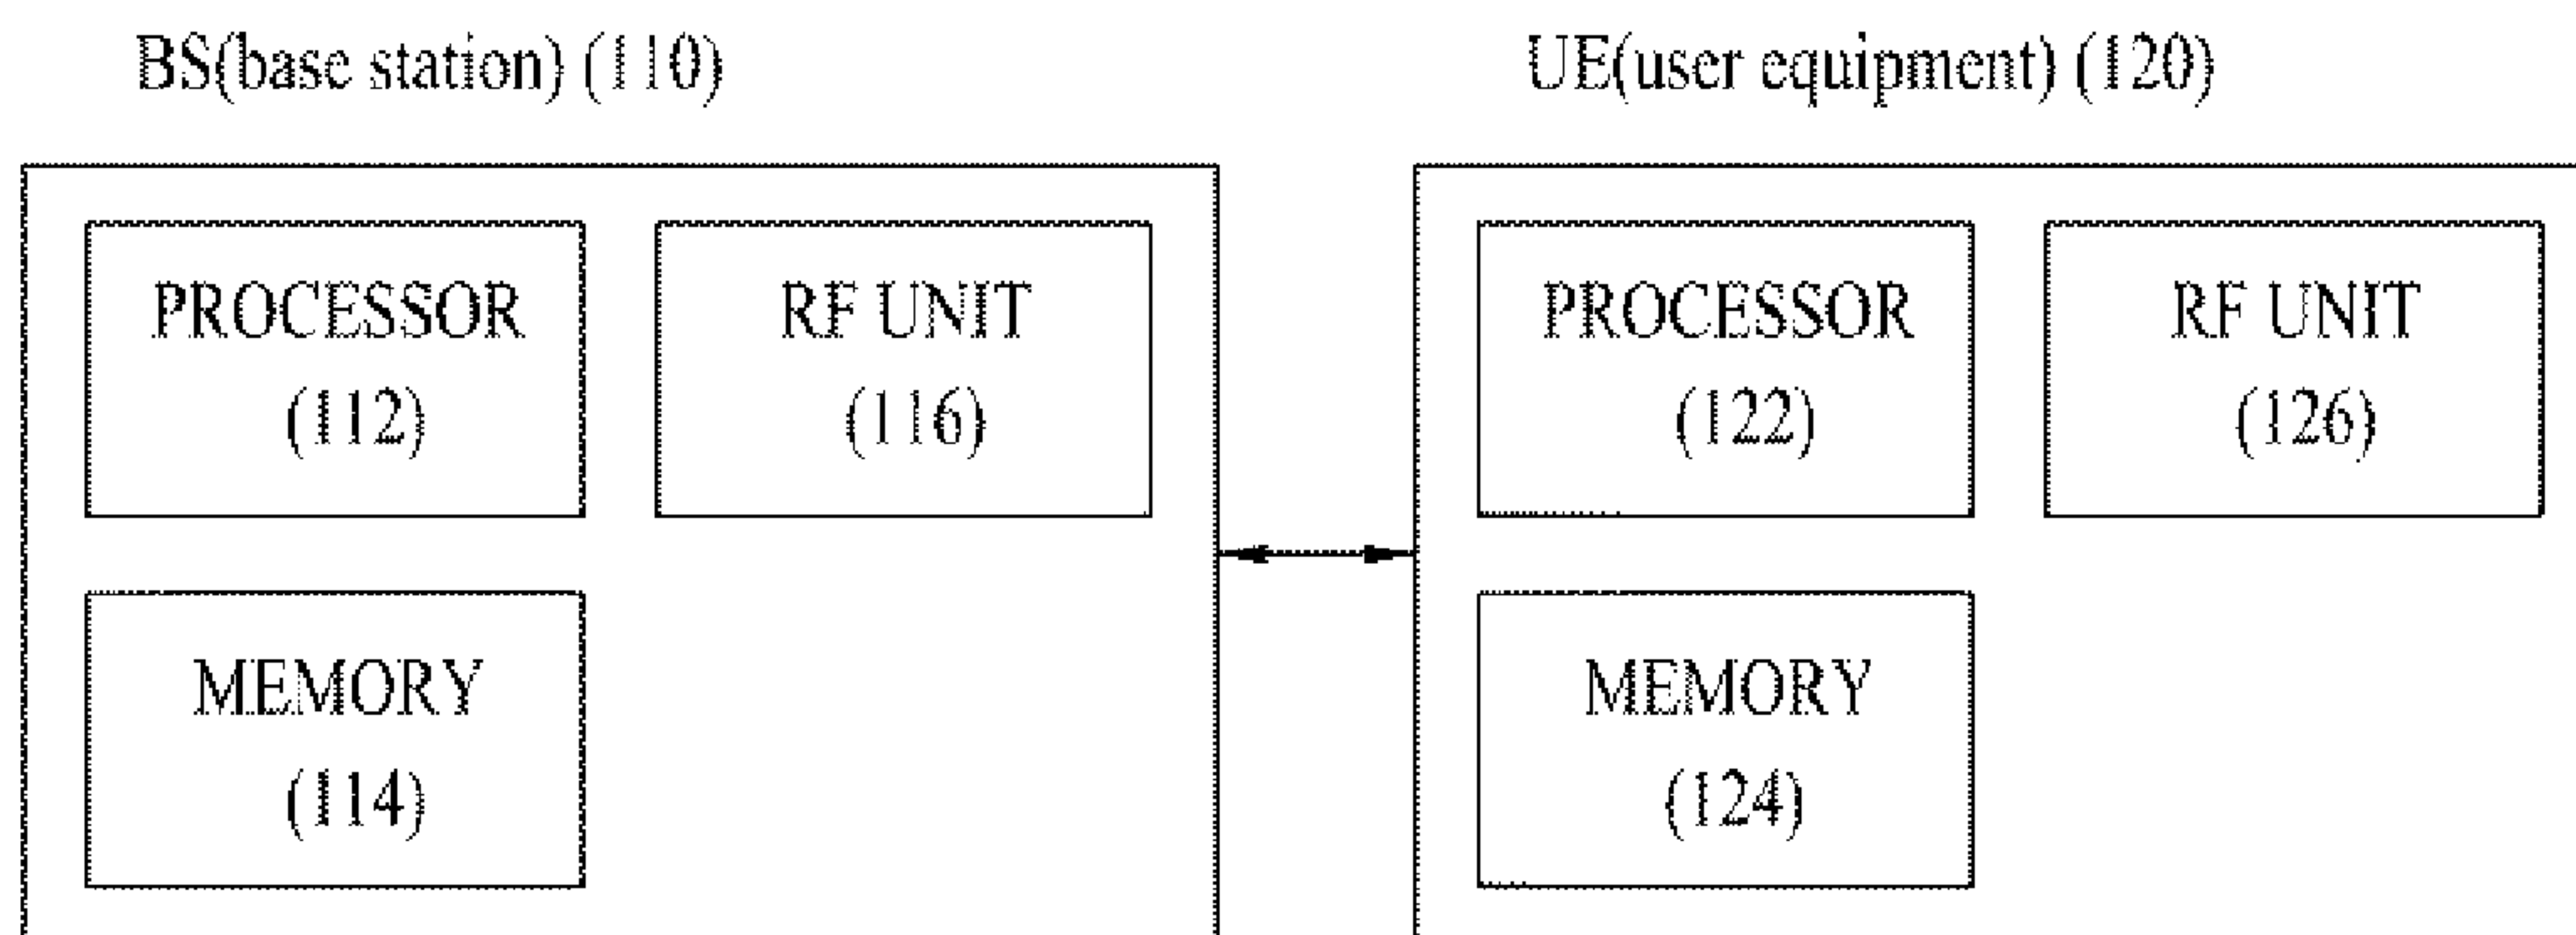 BS(base station) (110)
UE(user equipment) (120)
PROCESSOR
(112)
RF UNIT
(116)
MEMORY
(114)
PROCESSOR
(122)
RF UNIT
(126)
MEMORY
(124)